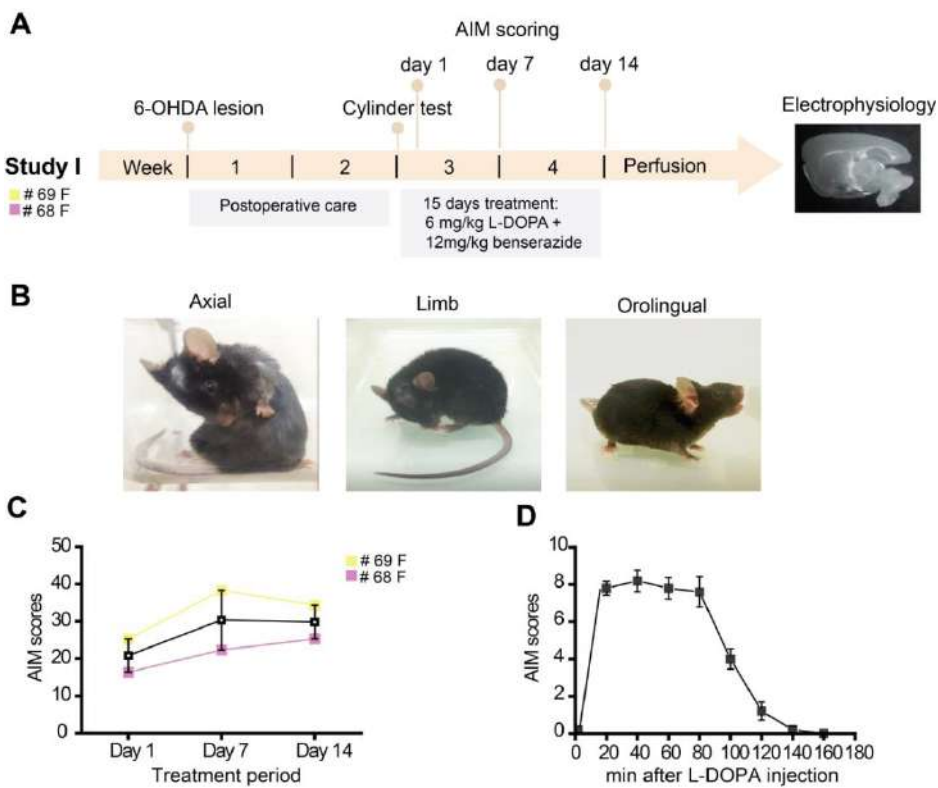 A
AIM scoring
day 1
day 7
day 14
6-OHDA lesion
Cylinder test
Electrophysiology
Study I
Week
1
2
3
4
Perfusion
# 69 F
# 68 F
Postoperative care
15 days treatment:
6 mg/kg L-DOPA +
12mg/kg benserazide
B
Axial
Limb
Orolingual
C
# 69 F
# 68 F
50
40
30
20
10
0
AIM scores
Day 1
Day 7
Day 14
Treatment period
D
10
8
6
4
2
0
AIM scores
0
20
40
60
80
100
120
140
160
180
min after L-DOPA injection